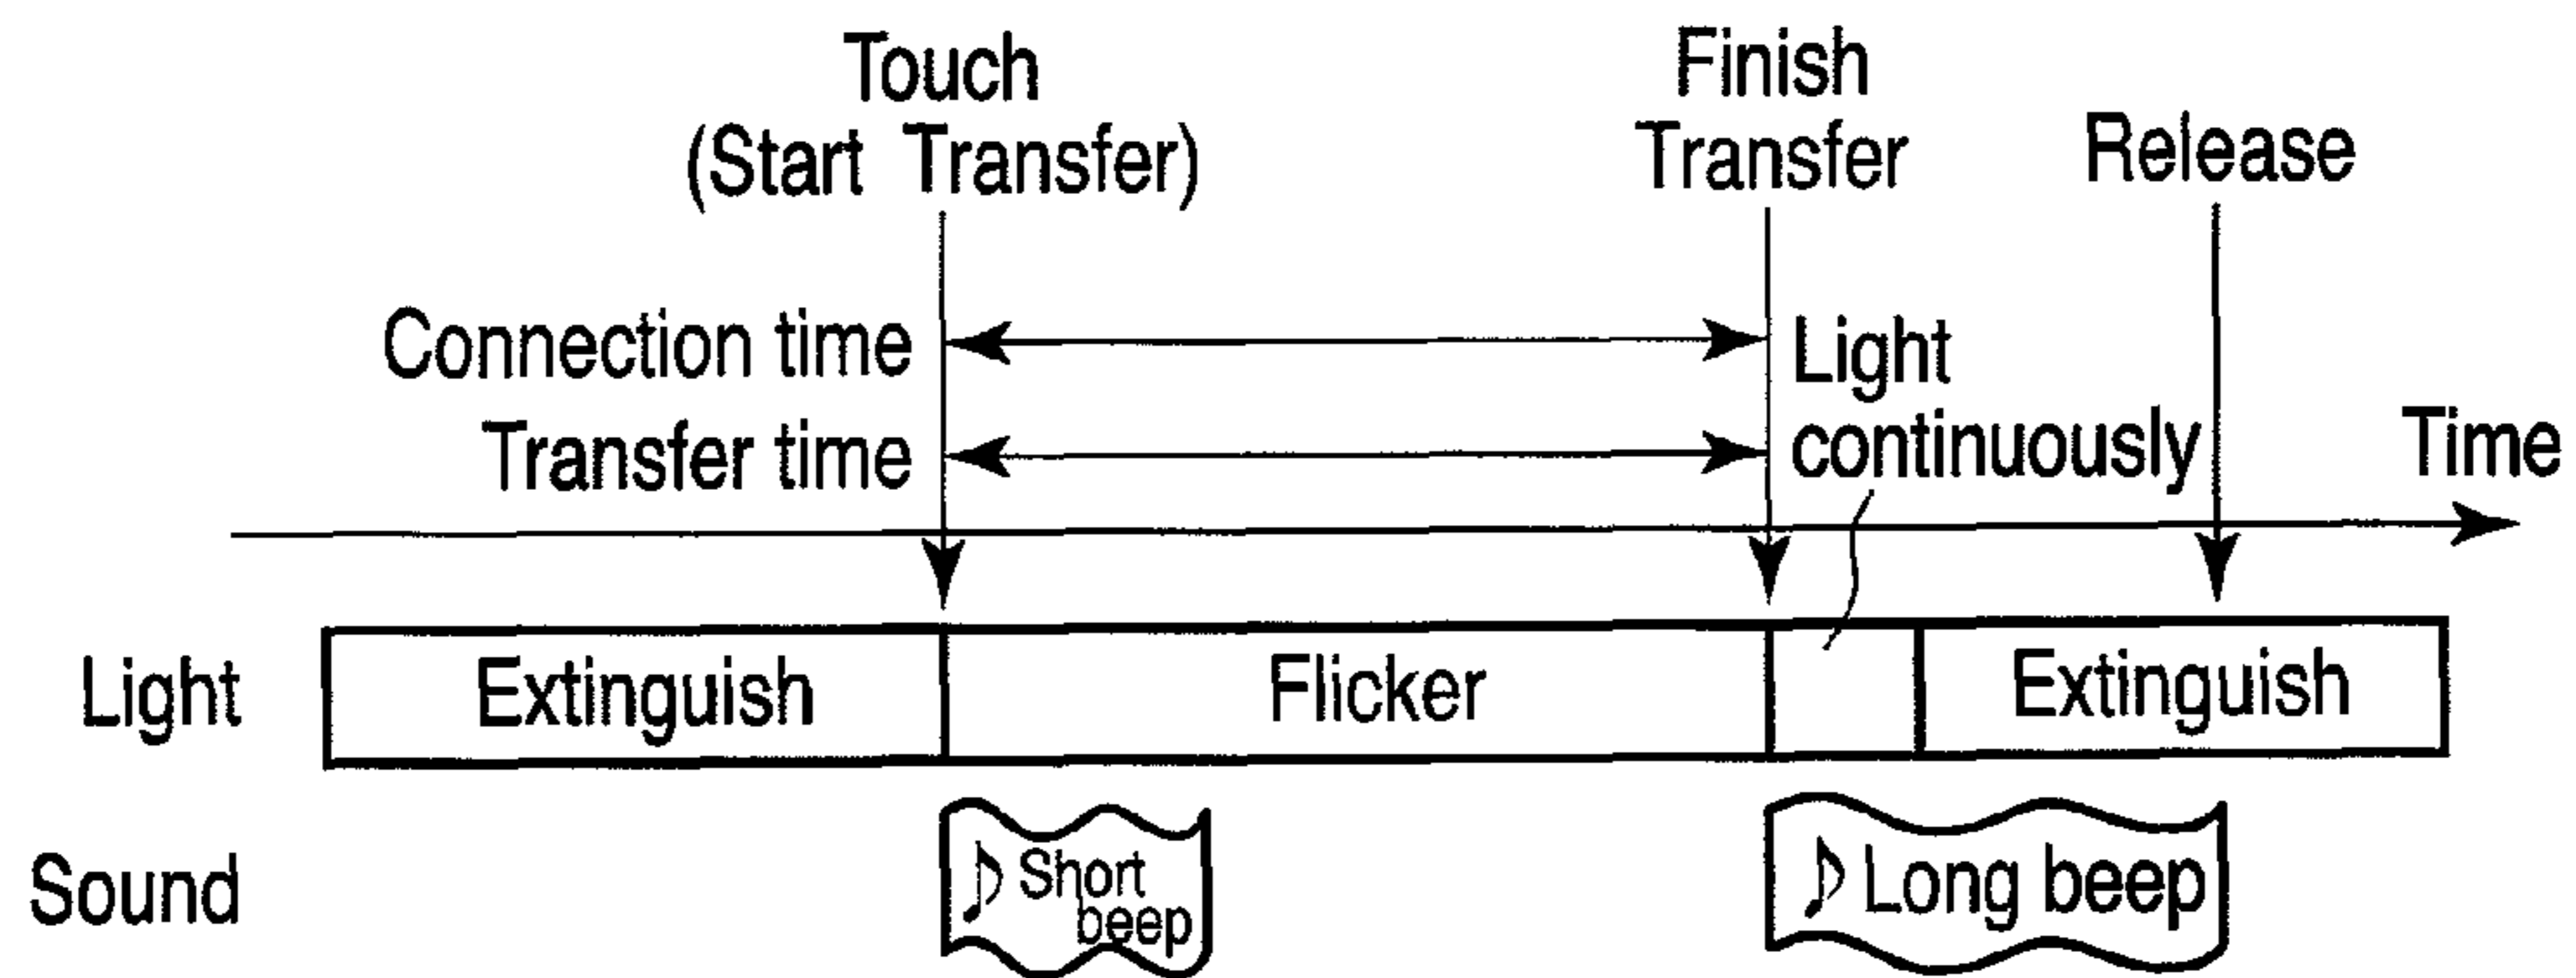 Touch
(Start Transfer)
Finish
Transfer
Release
Connection time
Transfer time
Light
continuously
Time
Light
Extinguish
Flicker
Extinguish
Sound
♪ Short
beep
♪ Long beep